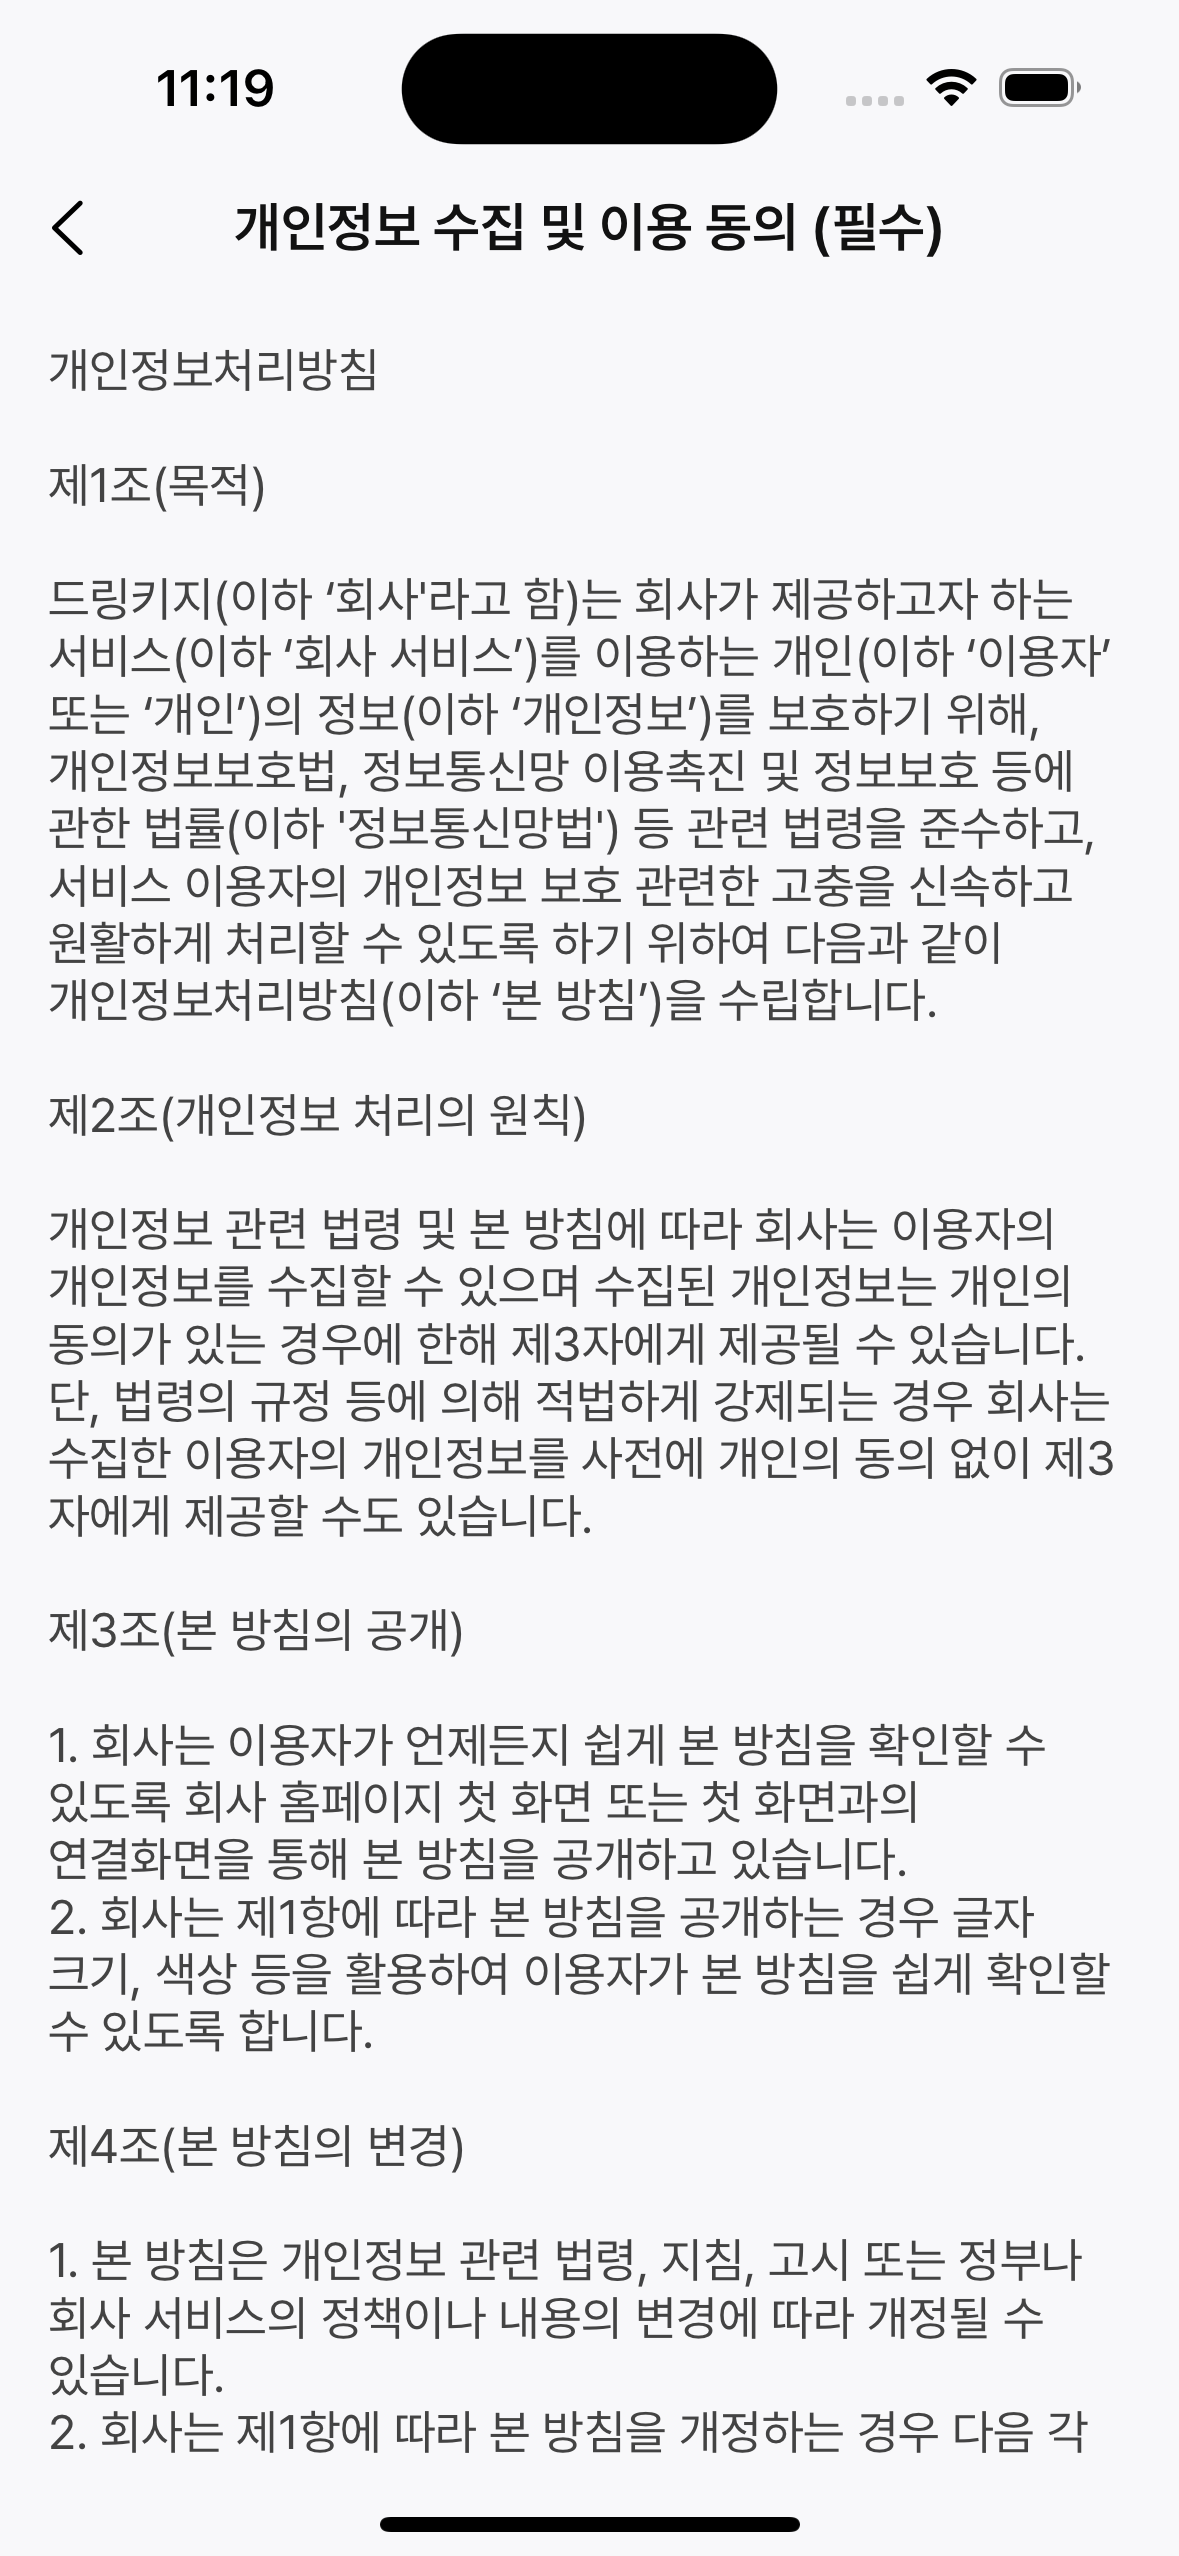 11:19
개인정보 수집 및 이용 동의 (필수)
개인정보처리방침
제1조(목적)
드링키지(이하 ‘회사'라고 함)는 회사가 제공하고자 하는
서비스(이하 ‘회사 서비스’)를 이용하는 개인(이하 ‘이용자’
또는 ‘개인’)의 정보(이하 ‘개인정보’)를 보호하기 위해,
개인정보보호법, 정보통신망 이용촉진 및 정보보호 등에
관한 법률(이하 '정보통신망법') 등 관련 법령을 준수하고,
서비스 이용자의 개인정보 보호 관련한 고충을 신속하고
원활하게 처리할 수 있도록 하기 위하여 다음과 같이
개인정보처리방침(이하 ‘본 방침’)을 수립합니다.
제2조(개인정보 처리의 원칙)
개인정보 관련 법령 및 본 방침에 따라 회사는 이용자의
개인정보를 수집할 수 있으며 수집된 개인정보는 개인의
동의가 있는 경우에 한해 제3자에게 제공될 수 있습니다.
단, 법령의 규정 등에 의해 적법하게 강제되는 경우 회사는
수집한 이용자의 개인정보를 사전에 개인의 동의 없이 제3
자에게 제공할 수도 있습니다.
제3조(본 방침의 공개)
1. 회사는 이용자가 언제든지 쉽게 본 방침을 확인할 수
있도록 회사 홈페이지 첫 화면 또는 첫 화면과의
연결화면을 통해 본 방침을 공개하고 있습니다.
2. 회사는 제1항에 따라 본 방침을 공개하는 경우 글자
크기, 색상 등을 활용하여 이용자가 본 방침을 쉽게 확인할
수 있도록 합니다.
제4조(본 방침의 변경)
1. 본 방침은 개인정보 관련 법령, 지침, 고시 또는 정부나
회사 서비스의 정책이나 내용의 변경에 따라 개정될 수
있습니다.
2. 회사는 제1항에 따라 본 방침을 개정하는 경우 다음 각